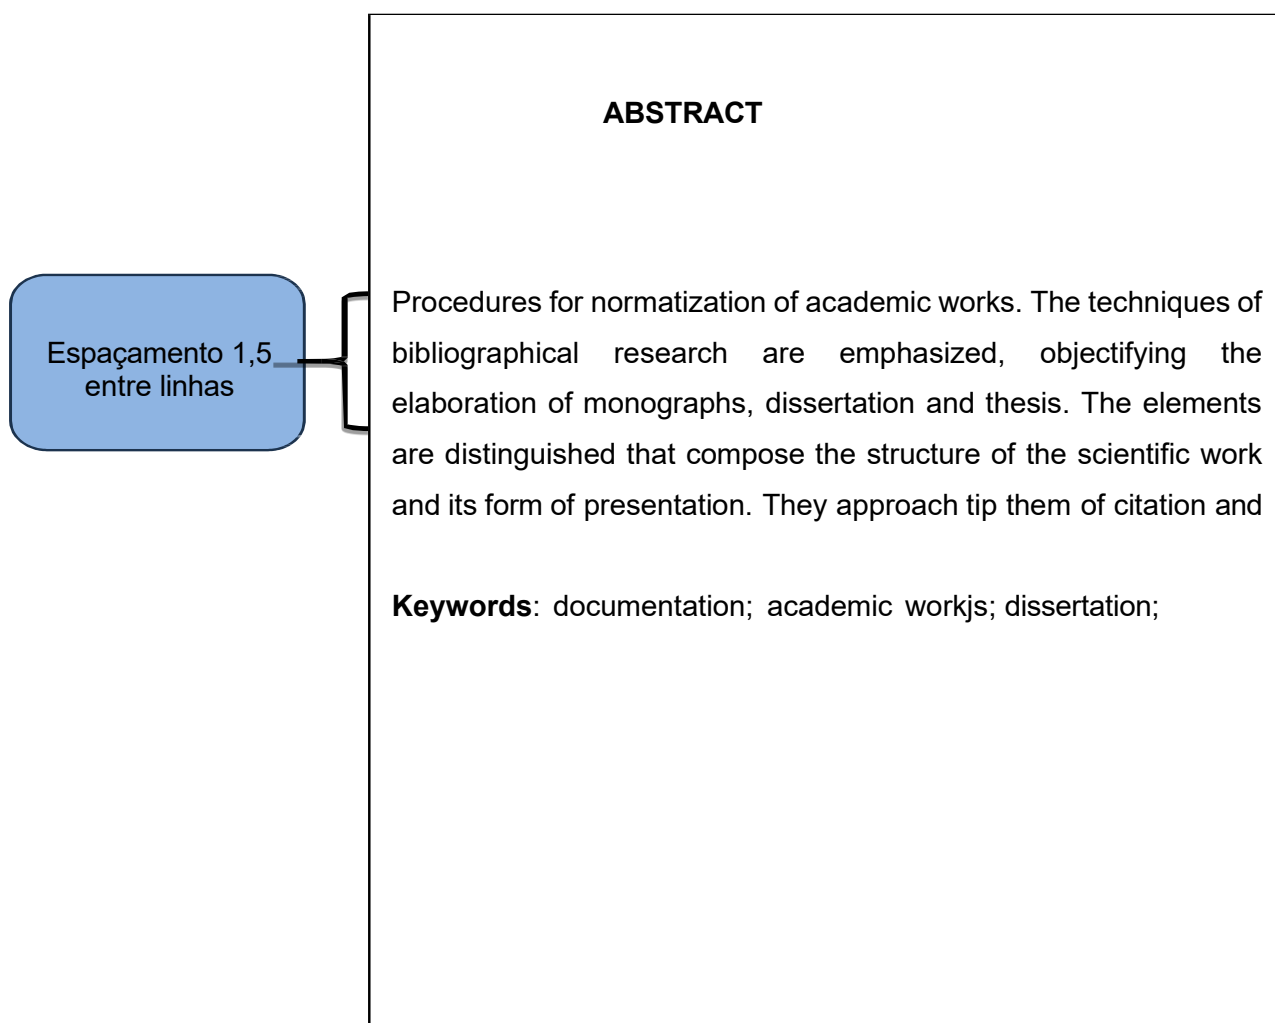 ABSTRACT
Espaçamento 1,5
entre linhas
Procedures for normatization of academic works. The techniques of
bibliographical research are emphasized, objectifying the
elaboration of monographs, dissertation and thesis. The elements
are distinguished that compose the structure of the scientific work
and its form of presentation. They approach tip them of citation and
Keywords: documentation; academic workjs; dissertation;